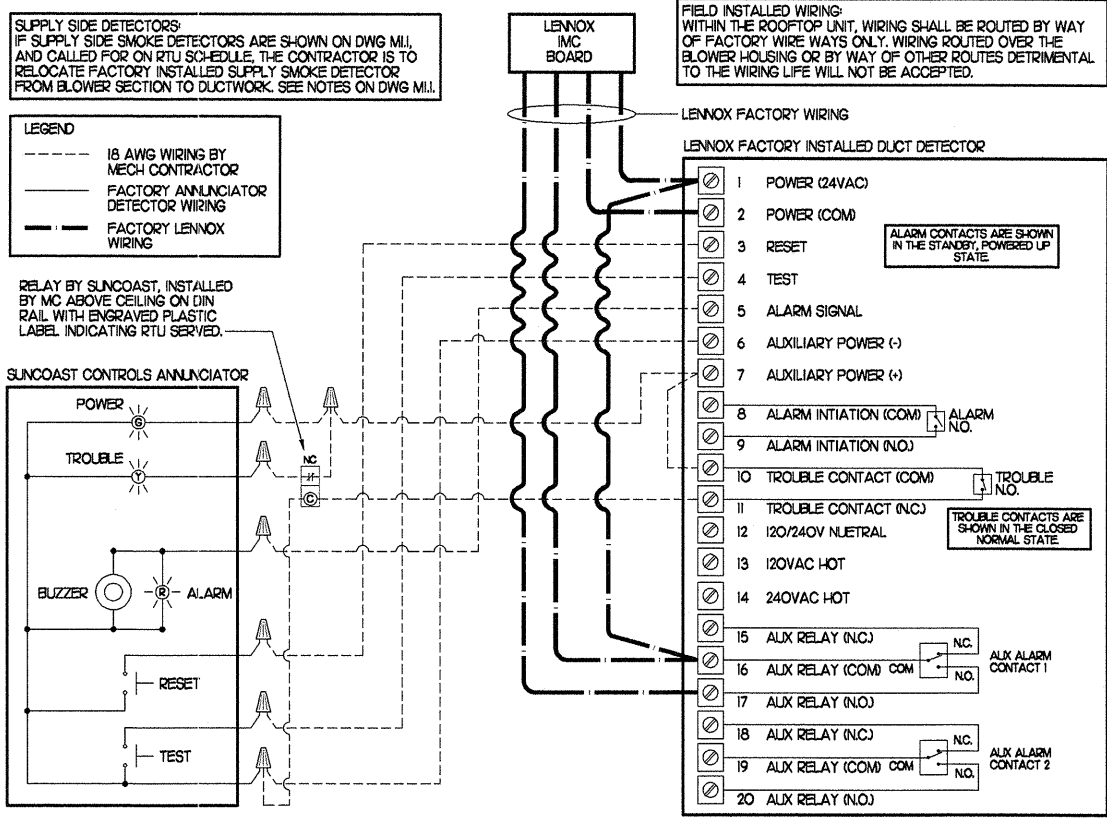 SUPPLY SIDE DETECTORS:
IF SUPPLY SIDE SMOKE DETECTORS ARE SHOWN ON DWG M1.1,
AND CALLED FOR ON RTU SCHEDULE, THE CONTRACTOR IS TO
RELOCATE FACTORY INSTALLED SUPPLY SMOKE DETECTOR
FROM BLOWER SECTION TO DUCTWORK. SEE NOTES ON DWG M1.1.
LENNOX
IMC
BOARD
FIELD INSTALLED WIRING:
WITHIN THE ROOFTOP UNIT, WIRING SHALL BE ROUTED BY WAY
OF FACTORY WIRE WAYS ONLY. WIRING ROUTED OVER THE
BLOWER HOUSING OR BY WAY OF OTHER ROUTES DETRIMENTAL
TO THE WIRING LIFE WILL NOT BE ACCEPTED.
LENNOX FACTORY WIRING
LEGEND
18 AWG WIRING BY
MECH CONTRACTOR
FACTORY ANNUNCIATOR
DETECTOR WIRING
FACTORY LENNOX
WIRING
RELAY BY SUNCOAST, INSTALLED
BY MC ABOVE CEILING ON DIN
RAIL WITH ENGRAVED PLASTIC
LABEL INDICATING RTU SERVED.
SUNCOAST CONTROLS ANNUNCIATOR
POWER
G
TROUBLE
Y
NC
C
BUZZER
R
ALARM
RESET
TEST
LENNOX FACTORY INSTALLED DUCT DETECTOR
1 POWER (24VAC)
2 POWER (COM)
3 RESET
4 TEST
5 ALARM SIGNAL
6 AUXILIARY POWER (-)
7 AUXILIARY POWER (+)
8 ALARM INTIATION (COM)
9 ALARM INTIATION (N.O.)
10 TROUBLE CONTACT (COM)
11 TROUBLE CONTACT (N.C.)
12 120/240V NUETRAL
13 120VAC HOT
14 240VAC HOT
15 AUX RELAY (N.C.)
16 AUX RELAY (COM)
17 AUX RELAY (N.O.)
18 AUX RELAY (N.C.)
19 AUX RELAY (COM)
20 AUX RELAY (N.O.)
ALARM CONTACTS ARE SHOWN
IN THE STANDBY, POWERED UP
STATE
ALARM
N.O.
TROUBLE
N.O.
TROUBLE CONTACTS ARE
SHOWN IN THE CLOSED
NORMAL STATE
N.C.
COM
N.O.
AUX ALARM
CONTACT 1
N.C.
COM
N.O.
AUX ALARM
CONTACT 2